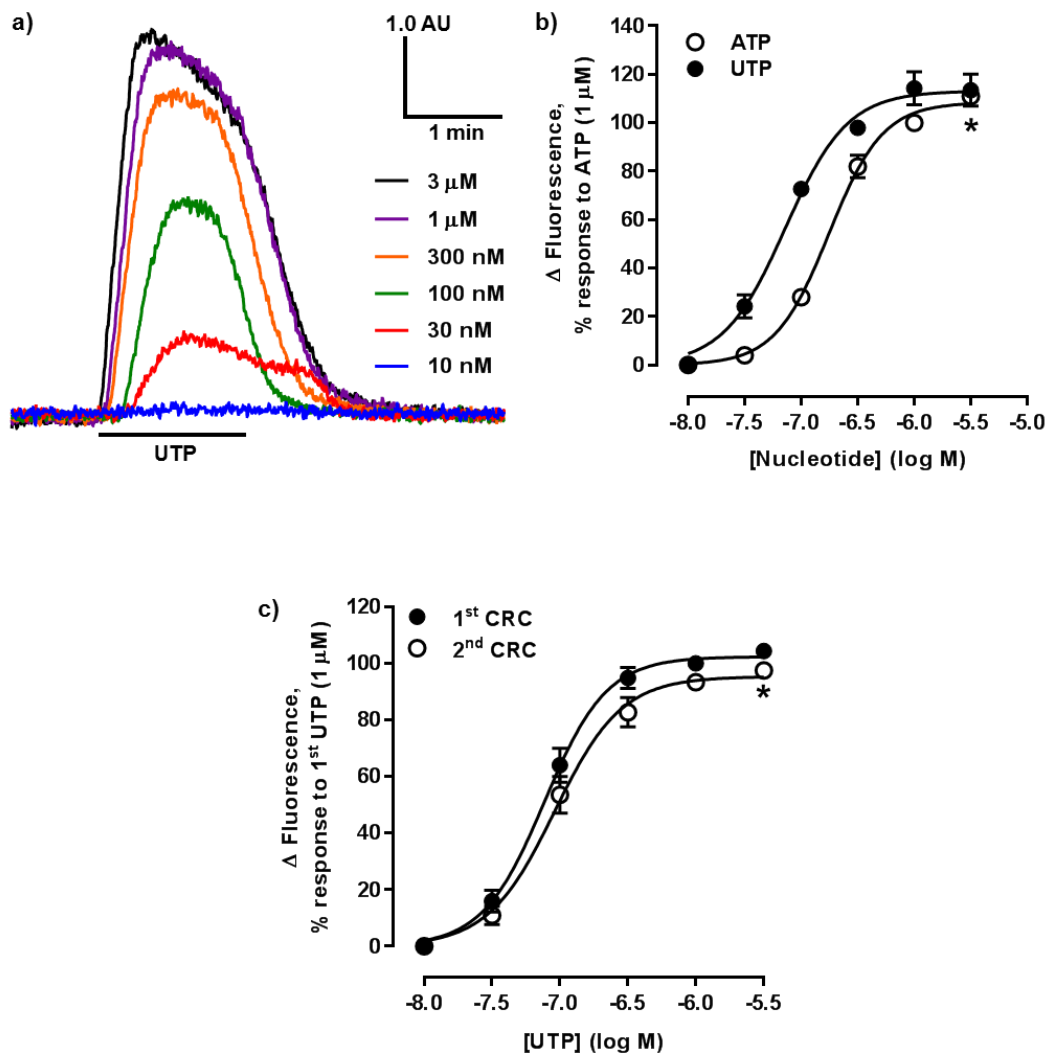 a)
1.0 AU
1 min
3 µM
1 µM
300 nM
100 nM
30 nM
10 nM
UTP
b)
Δ Fluorescence,
% response to ATP (1 µM)
140
120
100
80
60
40
20
0
ATP
UTP
*
-8.0 -7.5 -7.0 -6.5 -6.0 -5.5 -5.0
[Nucleotide] (log M)
c)
Δ Fluorescence,
% response to 1st UTP (1 µM)
120
100
80
60
40
20
0
1st CRC
2nd CRC
*
-8.0 -7.5 -7.0 -6.5 -6.0 -5.5
[UTP] (log M)